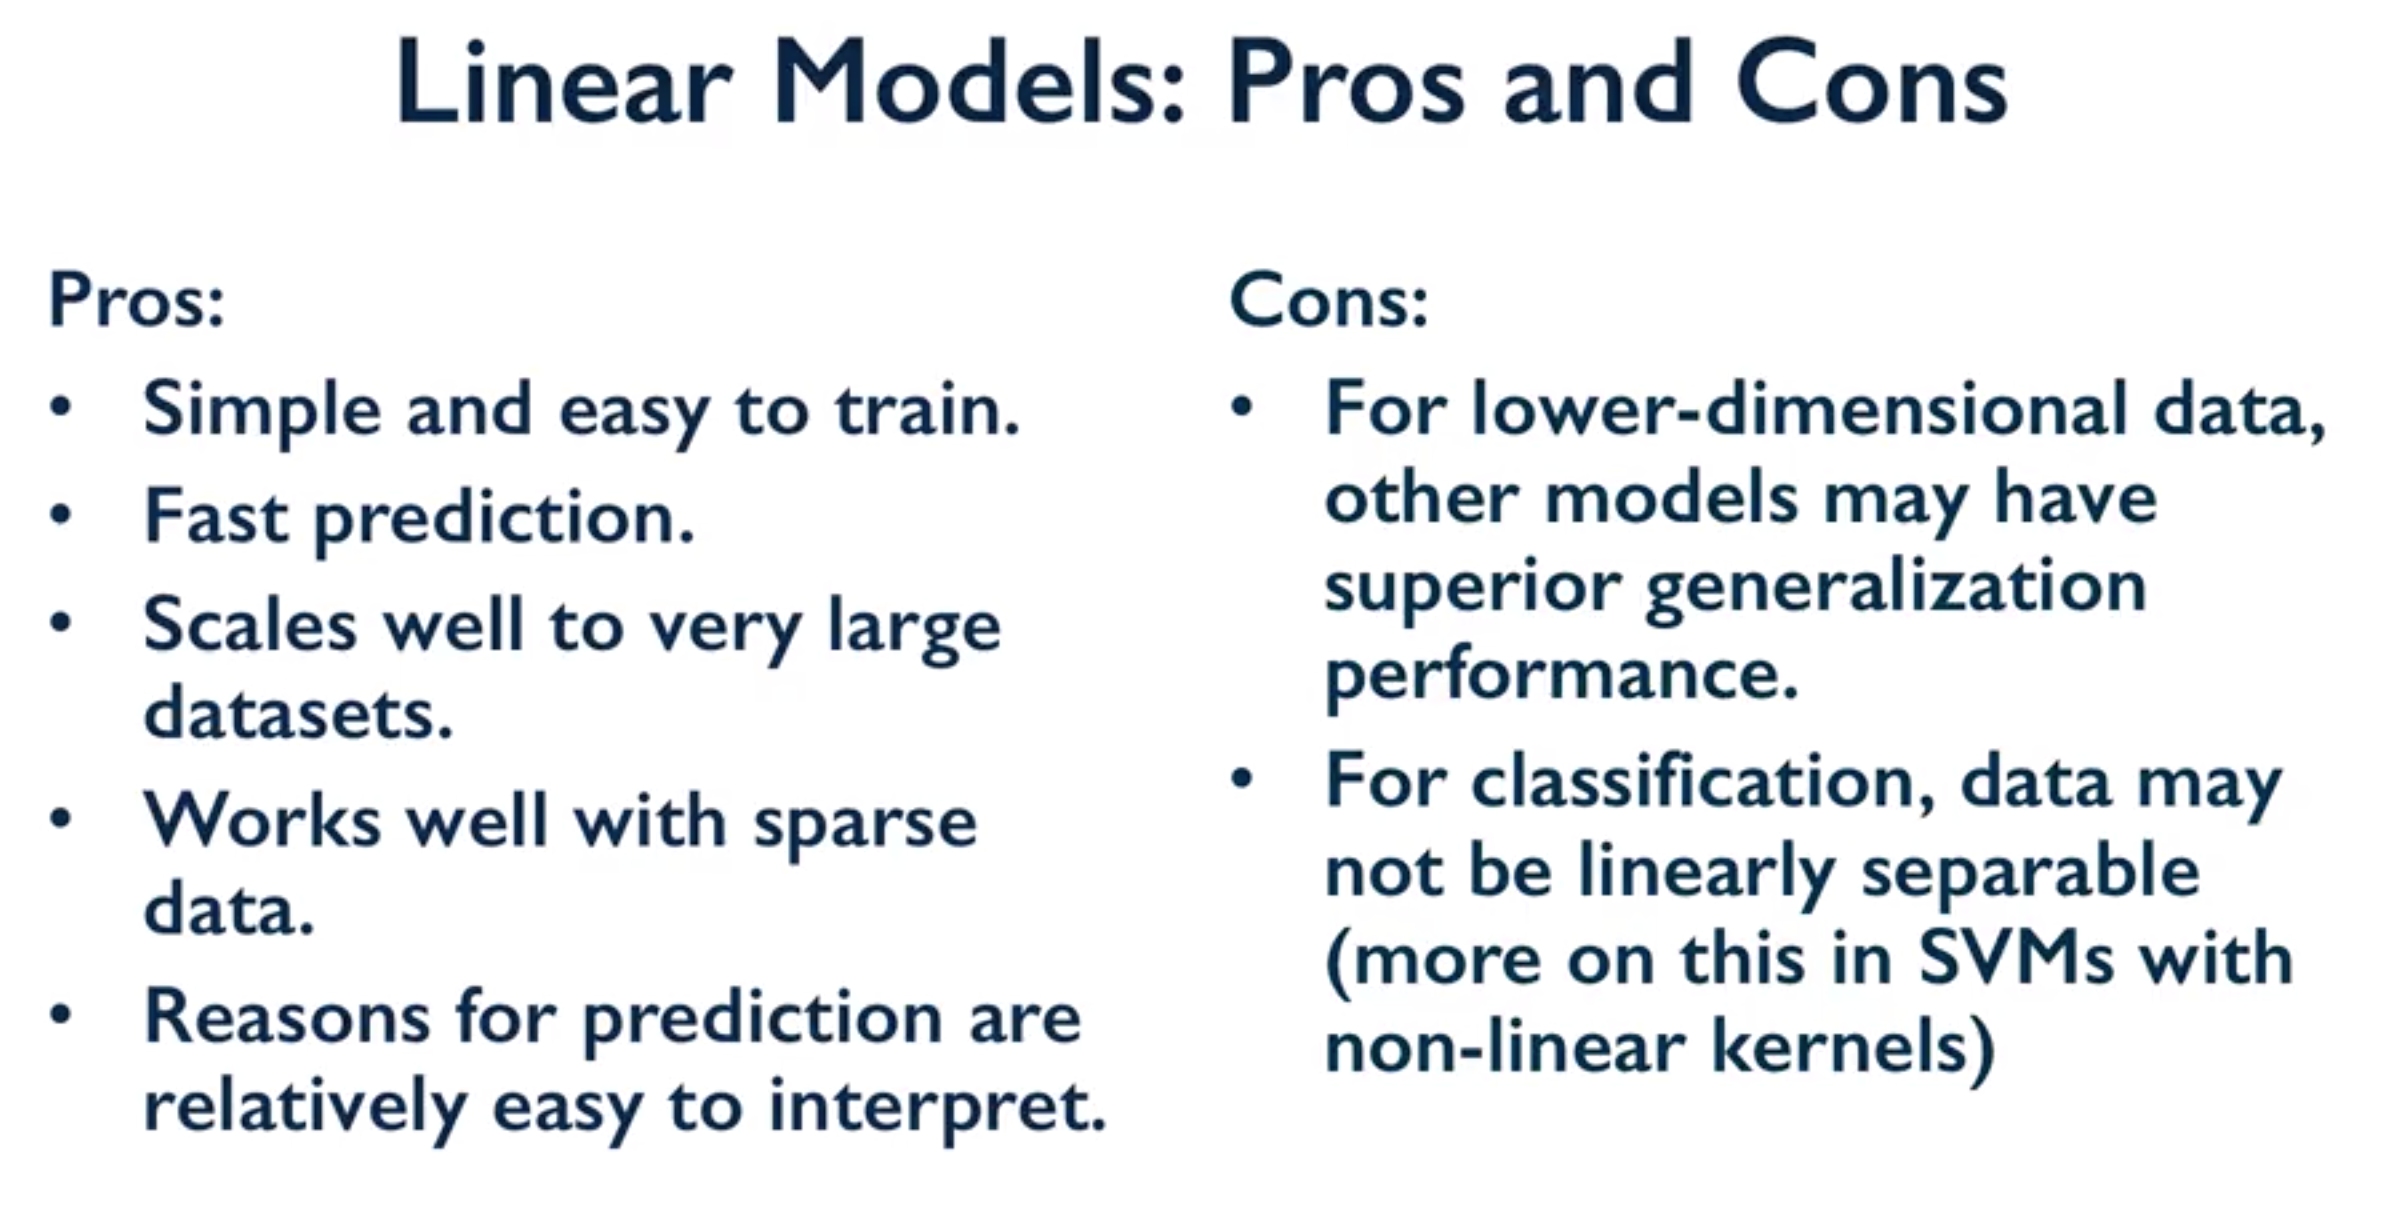 Linear Models: Pros and Cons
Pros:
• Simple and easy to train.
• Fast prediction.
• Scales well to very large
datasets.
• Works well with sparse
data.
• Reasons for prediction are
relatively easy to interpret.
Cons:
• For lower-dimensional data,
other models may have
superior generalization
performance.
• For classification, data may
not be linearly separable
(more on this in SVMs with
non-linear kernels)